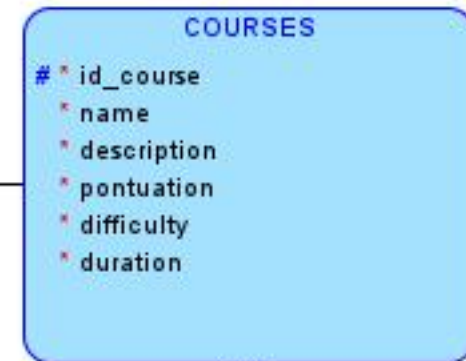 COURSES
# * id_course
* name
* description
* pontuation
* difficulty
* duration